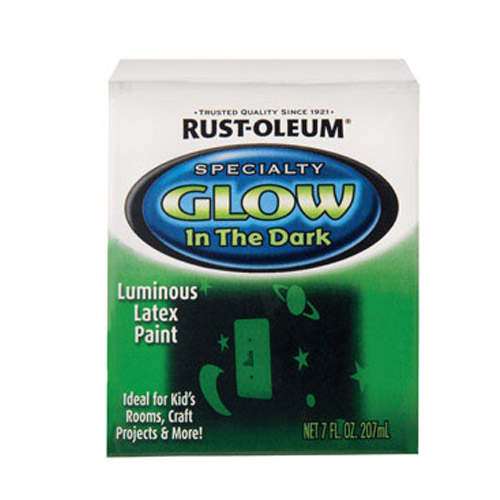 • TRUSTED QUALITY SINCE 1921 •
RUST-OLEUM®
SPECIALTY
GLOW
In The Dark
Luminous
Latex
Paint
Ideal for Kid's
Rooms, Craft
Projects & More!
NET 7 FL. OZ. 207mL